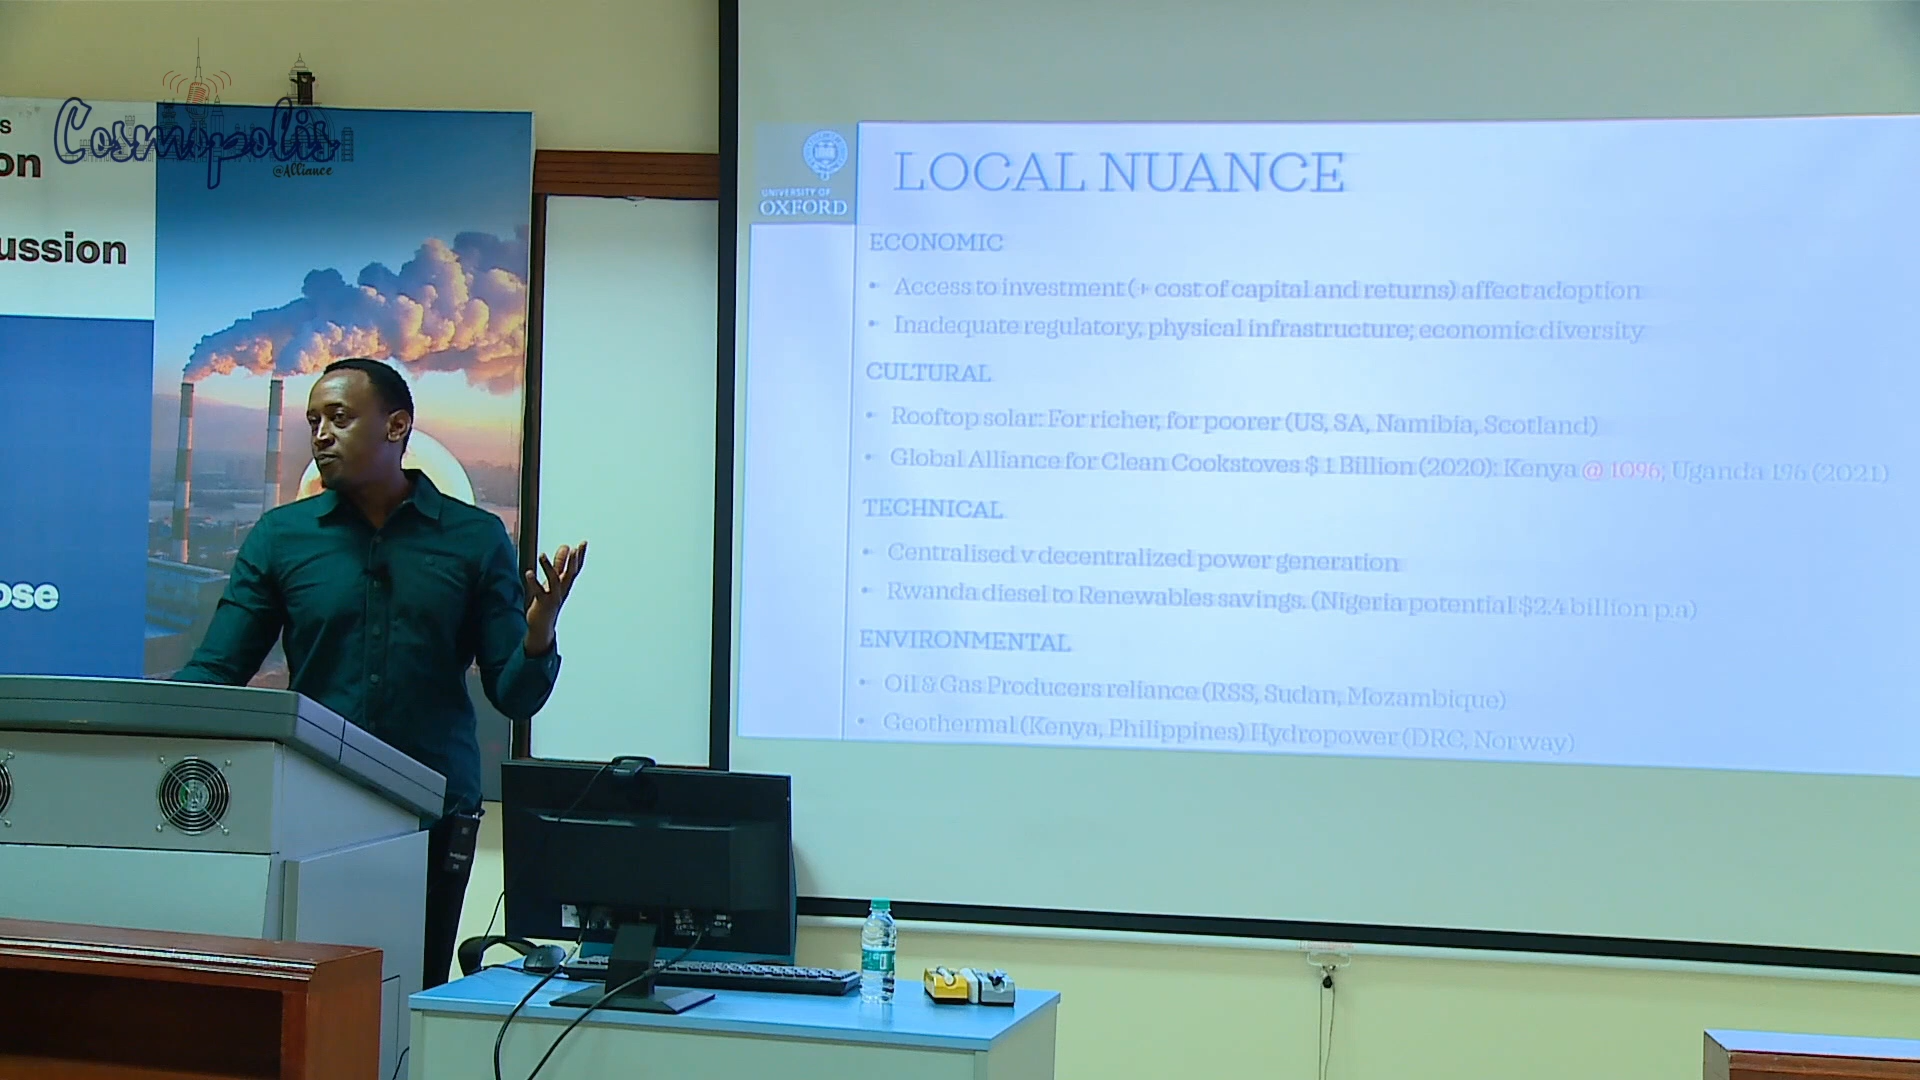 Cosmopolis
@Alliance
s
on
ussion
ose
UNIVERSITY OF
OXFORD
LOCAL NUANCE
ECONOMIC
• Access to investment (+ cost of capital and returns) affect adoption
• Inadequate regulatory, physical infrastructure; economic diversity
CULTURAL
• Rooftop solar: For richer, for poorer (US, SA, Namibia, Scotland)
• Global Alliance for Clean Cookstoves $ 1 Billion (2020): Kenya @ 10%; Uganda 1% (2021)
TECHNICAL
• Centralised v decentralized power generation
• Rwanda diesel to Renewables savings. (Nigeria potential $2.4 billion p.a)
ENVIRONMENTAL
• Oil & Gas Producers reliance (RSS, Sudan, Mozambique)
• Geothermal (Kenya, Philippines) Hydropower (DRC, Norway)